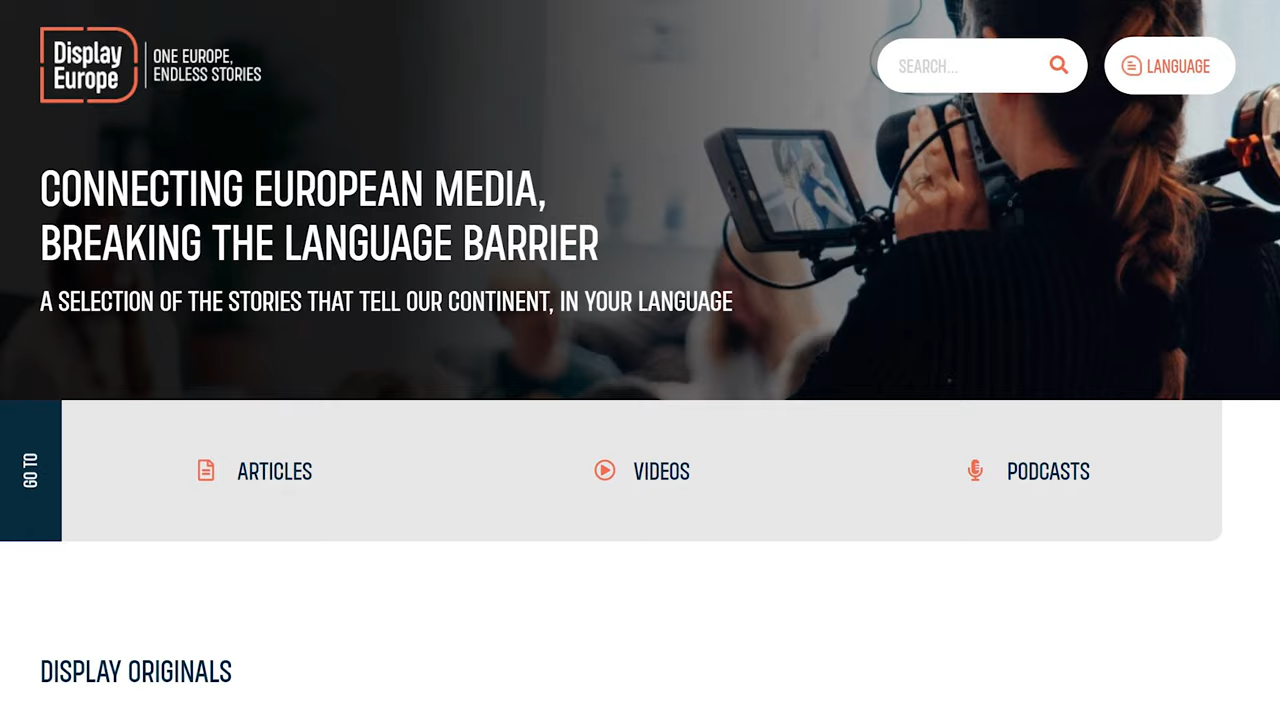 Display
Europe
ONE EUROPE,
ENDLESS STORIES
SEARCH...
LANGUAGE
CONNECTING EUROPEAN MEDIA,
BREAKING THE LANGUAGE BARRIER
A SELECTION OF THE STORIES THAT TELL OUR CONTINENT, IN YOUR LANGUAGE
GO TO
ARTICLES
VIDEOS
PODCASTS
DISPLAY ORIGINALS